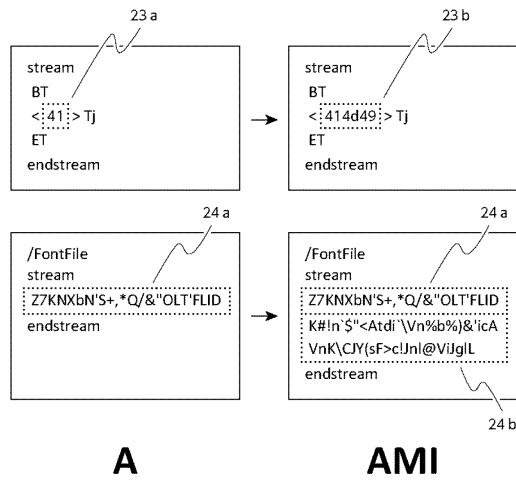 23 a
23 b
stream
BT
< 41 > Tj
ET
endstream
stream
BT
< 414d49 > Tj
ET
endstream
24 a
24 a
/FontFile
stream
Z7KNXbN'S+,*Q/&"OLT'FLID
endstream
/FontFile
stream
Z7KNXbN'S+,*Q/&"OLT'FLID
K#!n`$"<Atdi`\Vn%b%)&'icA
VnK\CJY(sF>c!Jnl@ViJglL
endstream
24 b
A
AMI